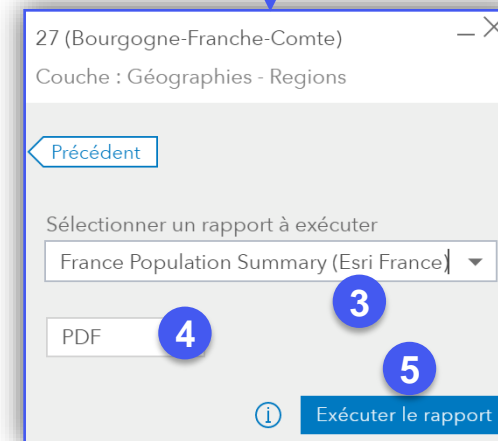 27 (Bourgogne-Franche-Comte)
Couche : Géographies - Regions
Précédent
Sélectionner un rapport à exécuter
France Population Summary (Esri France)
3
PDF
4
5
i
Exécuter le rapport